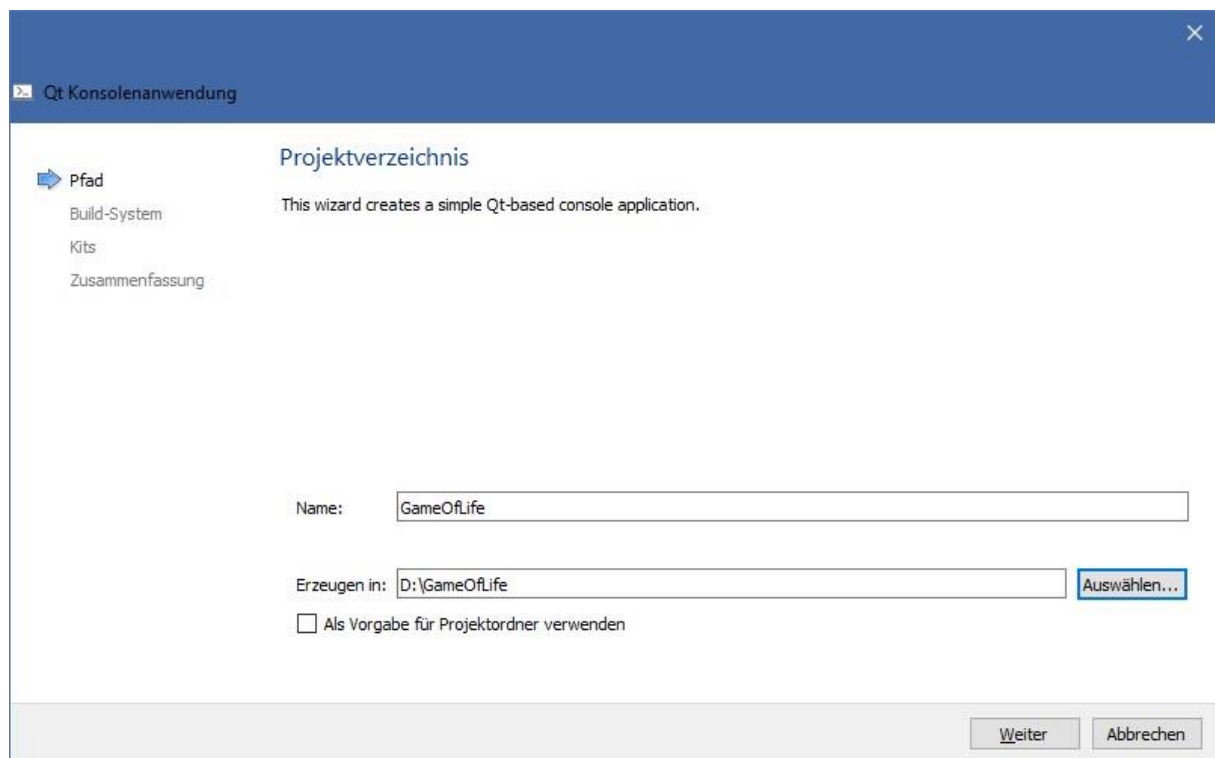 Qt Konsolenanwendung
Pfad
Build-System
Kits
Zusammenfassung
Projektverzeichnis
This wizard creates a simple Qt-based console application.
Name: GameOfLife
Erzeugen in: D:\GameOfLife Auswählen...
Als Vorgabe für Projektordner verwenden
Weiter Abbrechen